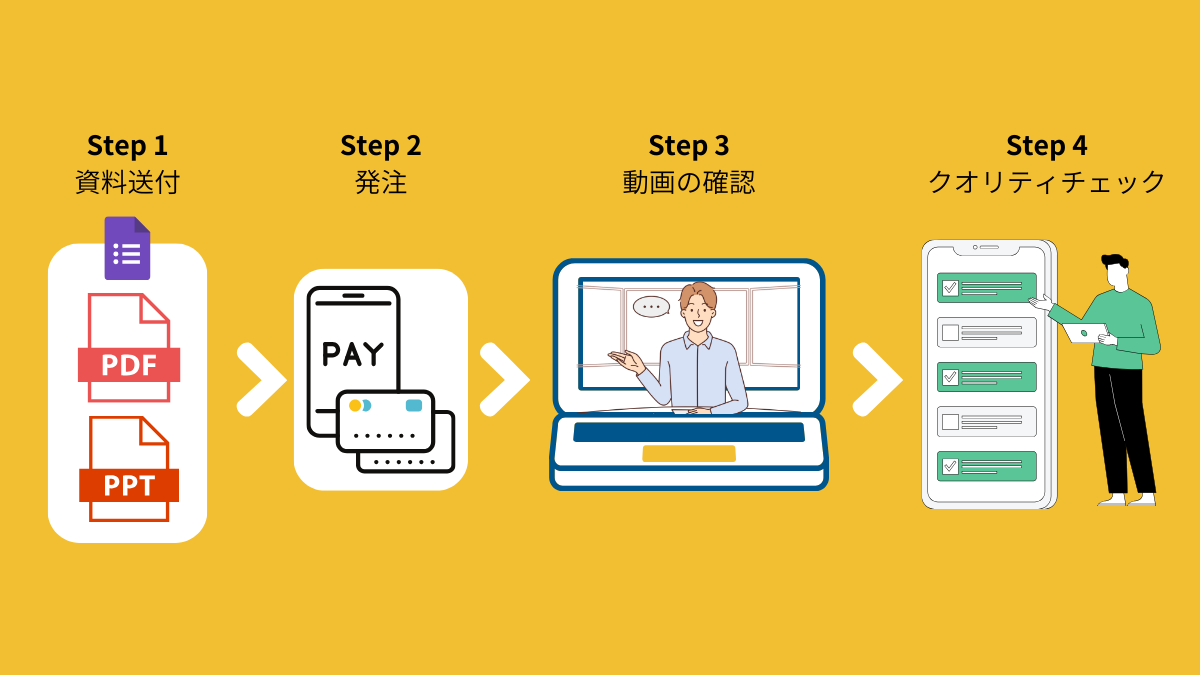 Step 1
資料送付
Step 2
発注
Step 3
動画の確認
Step 4
クオリティチェック
PDF
PPT
PAY